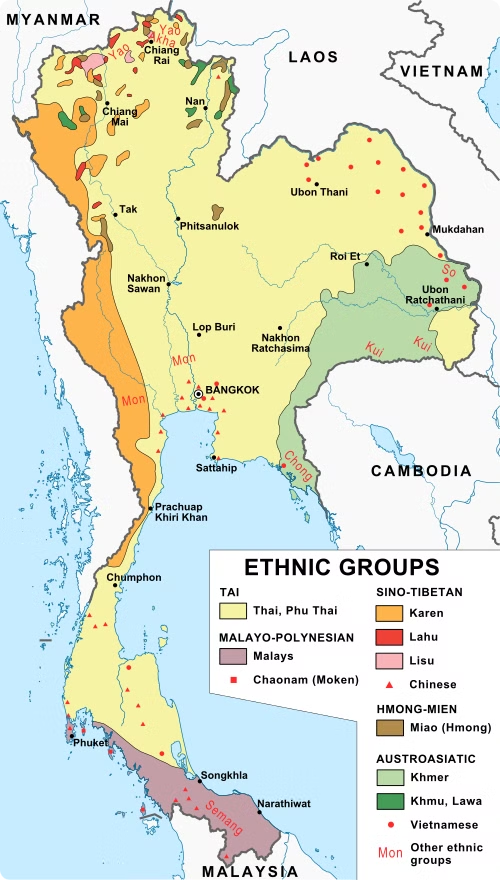 MYANMAR
LAOS
VIETNAM
Yao
Yao
Akha
Chiang
Rai
Chiang
Mai
Nan
Ubon Thani
Tak
Phitsanulok
Mukdahan
Roi Et
So
Nakhon
Sawan
Ubon
Ratchathani
Lop Buri
Nakhon
Ratchasima
Kui
Kui
Mon
Mon
BANGKOK
Sattahip
Chong
CAMBODIA
Prachuap
Khiri Khan
Chumphon
Phuket
Songkhla
Narathiwat
Semang
MALAYSIA
ETHNIC GROUPS
TAI
Thai, Phu Thai
MALAYO-POLYNESIAN
Malays
Chaonam (Moken)
SINO-TIBETAN
Karen
Lahu
Lisu
Chinese
HMONG-MIEN
Miao (Hmong)
AUSTROASIATIC
Khmer
Khmu, Lawa
Vietnamese
Mon
Other ethnic
groups